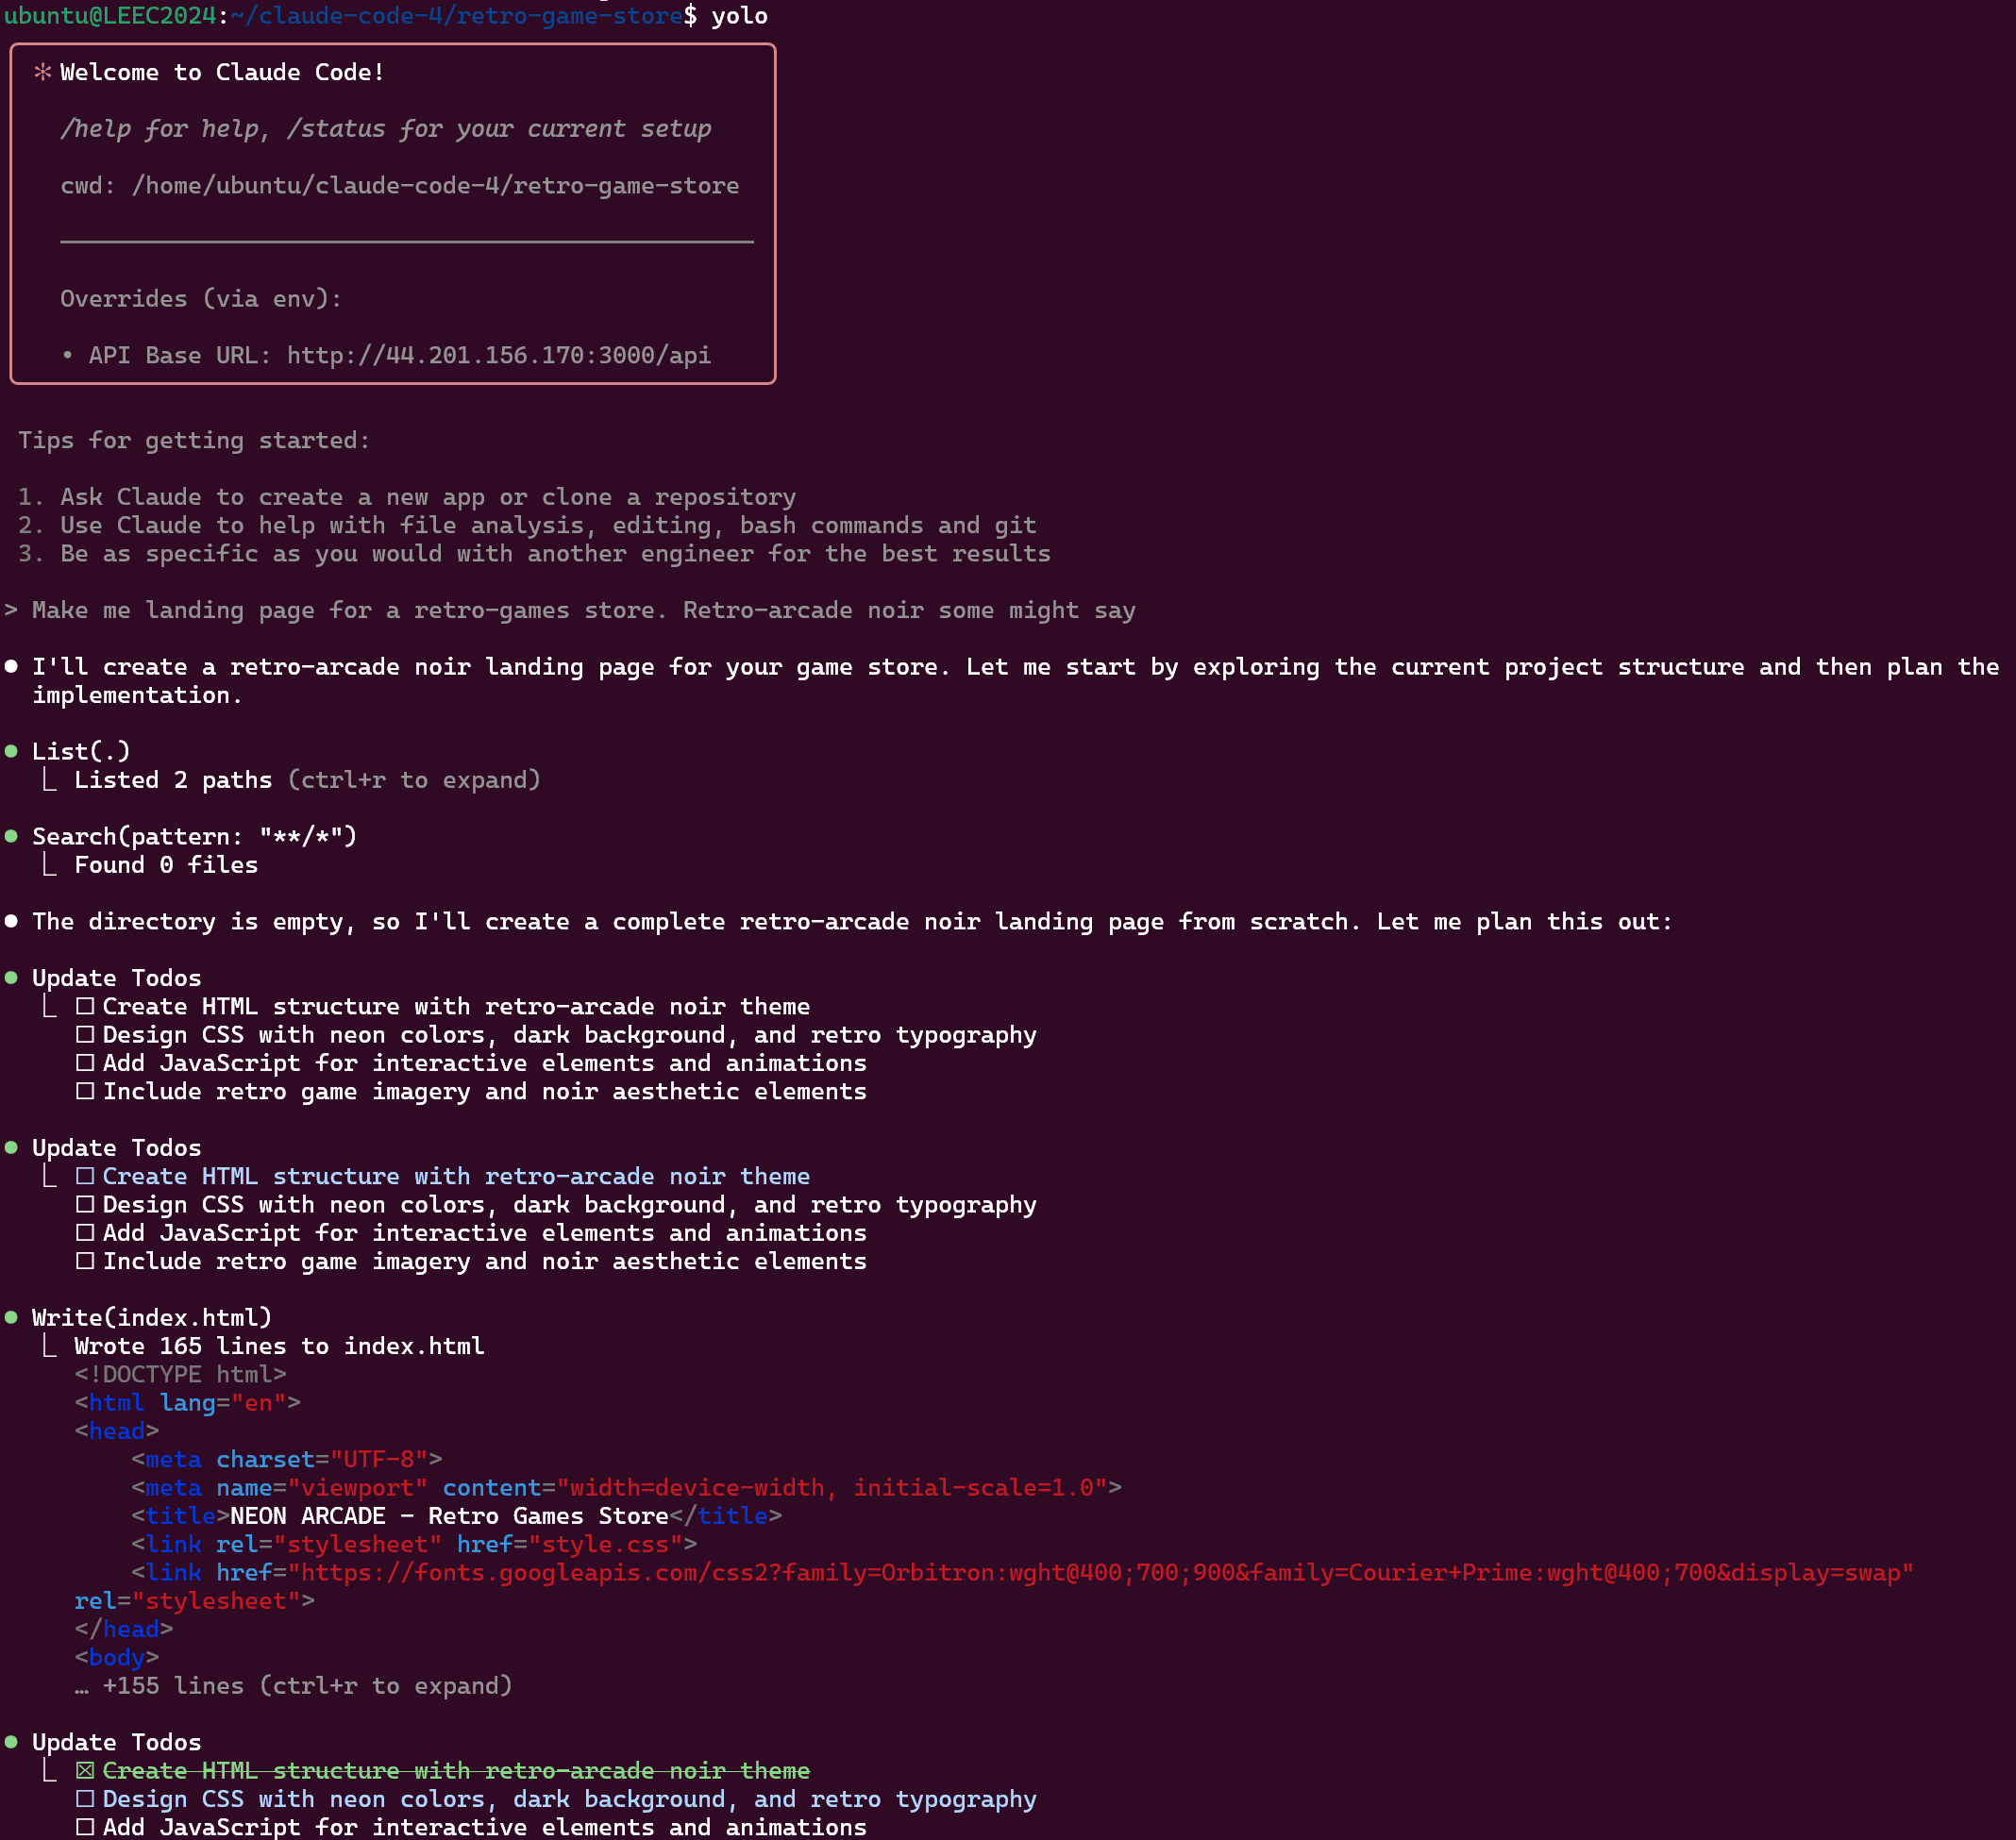 ubuntu@LEEC2024:~/claude-code-4/retro-game-store$ yolo
✻ Welcome to Claude Code!
/help for help, /status for your current setup
cwd: /home/ubuntu/claude-code-4/retro-game-store
Overrides (via env):
• API Base URL: http://44.201.156.170:3000/api
Tips for getting started:
1. Ask Claude to create a new app or clone a repository
2. Use Claude to help with file analysis, editing, bash commands and git
3. Be as specific as you would with another engineer for the best results
> Make me landing page for a retro-games store. Retro-arcade noir some might say
● I'll create a retro-arcade noir landing page for your game store. Let me start by exploring the current project structure and then plan the
implementation.
● List(.)
⎿ Listed 2 paths (ctrl+r to expand)
● Search(pattern: "**/*")
⎿ Found 0 files
● The directory is empty, so I'll create a complete retro-arcade noir landing page from scratch. Let me plan this out:
● Update Todos
⎿ ☐ Create HTML structure with retro-arcade noir theme
☐ Design CSS with neon colors, dark background, and retro typography
☐ Add JavaScript for interactive elements and animations
☐ Include retro game imagery and noir aesthetic elements
● Update Todos
⎿ ☐ Create HTML structure with retro-arcade noir theme
☐ Design CSS with neon colors, dark background, and retro typography
☐ Add JavaScript for interactive elements and animations
☐ Include retro game imagery and noir aesthetic elements
● Write(index.html)
⎿ Wrote 165 lines to index.html
<!DOCTYPE html>
<html lang="en">
<head>
<meta charset="UTF-8">
<meta name="viewport" content="width=device-width, initial-scale=1.0">
<title>NEON ARCADE - Retro Games Store</title>
<link rel="stylesheet" href="style.css">
<link href="https://fonts.googleapis.com/css2?family=Orbitron:wght@400;700;900&family=Courier+Prime:wght@400;700&display=swap"
rel="stylesheet">
</head>
<body>
… +155 lines (ctrl+r to expand)
● Update Todos
⎿ ☒ Create HTML structure with retro-arcade noir theme
☐ Design CSS with neon colors, dark background, and retro typography
☐ Add JavaScript for interactive elements and animations